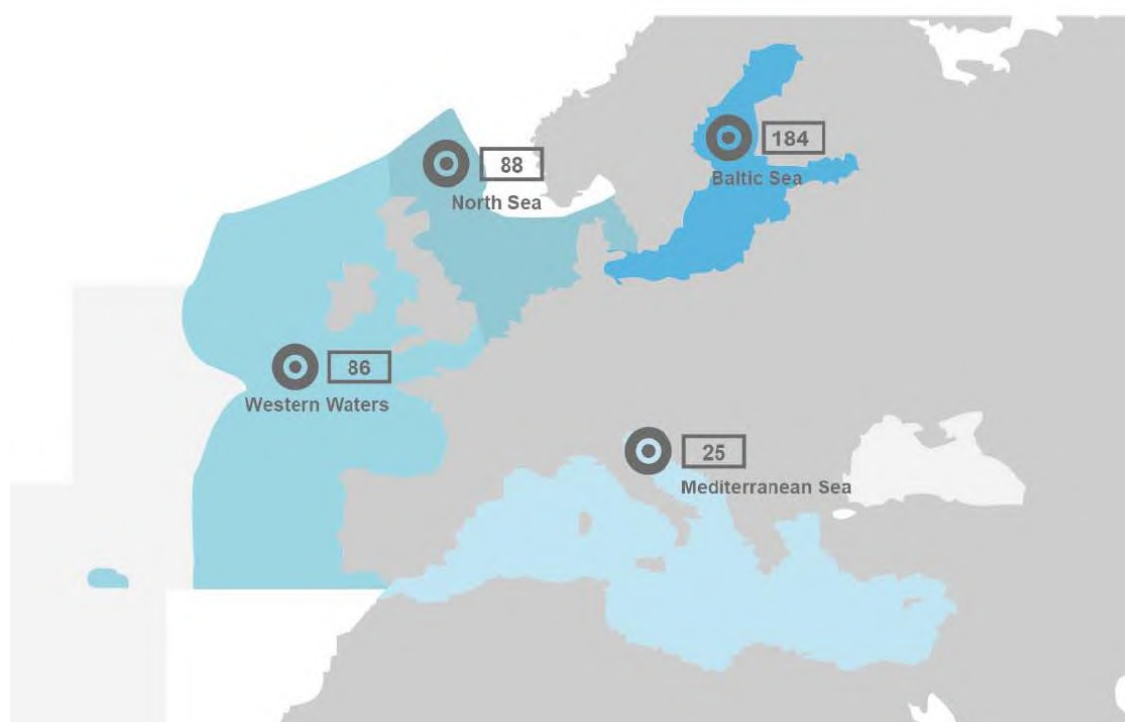 88
North Sea
184
Baltic Sea
86
Western Waters
25
Mediterranean Sea